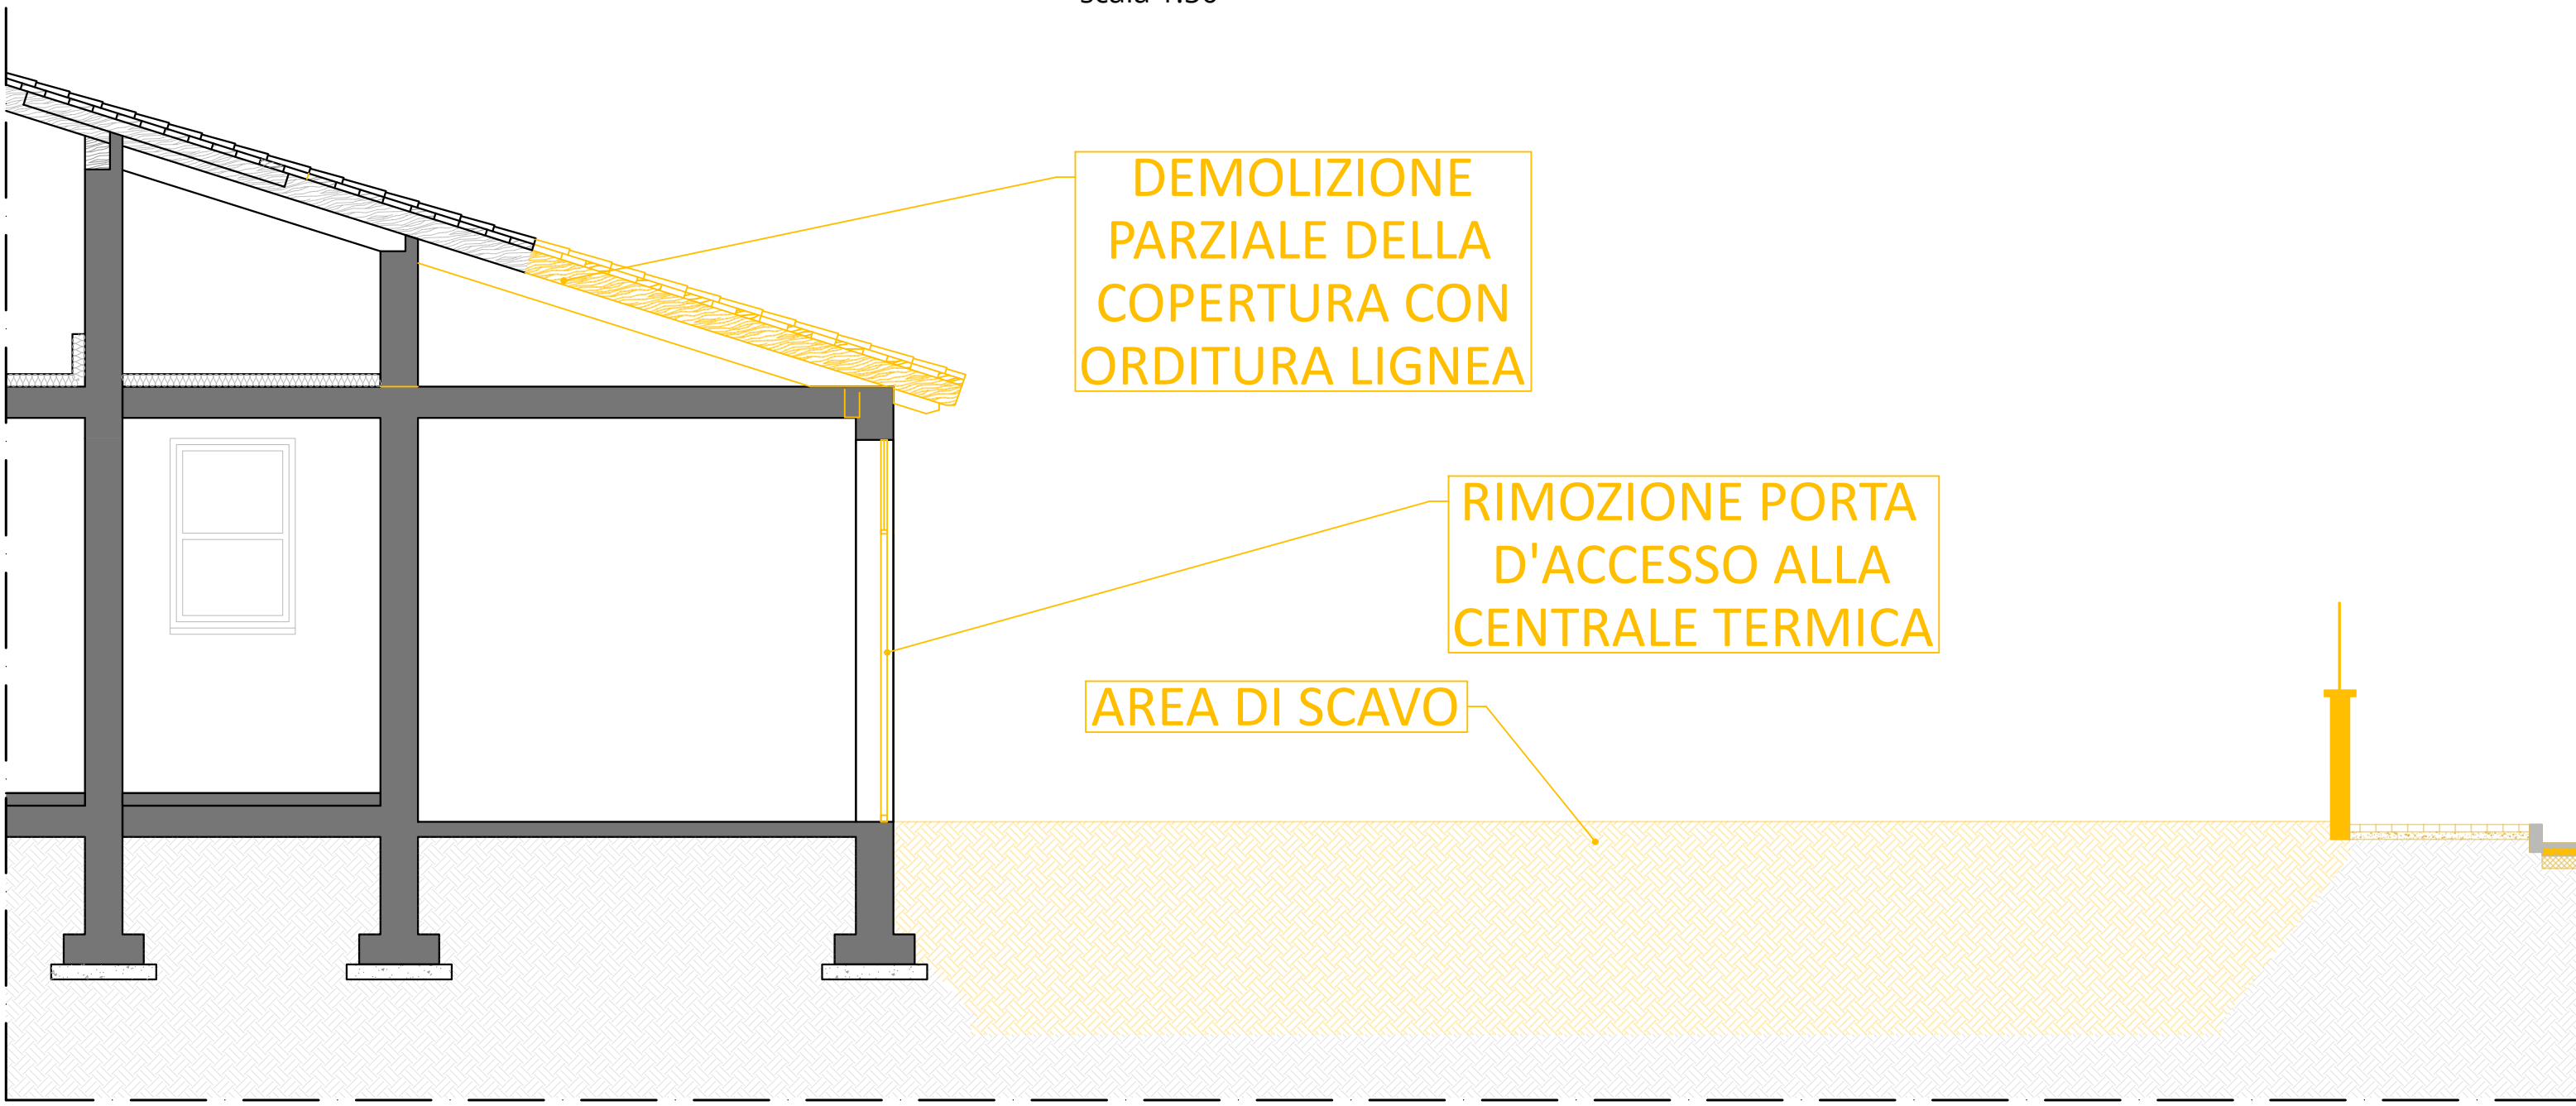 DEMOLIZIONE
PARZIALE DELLA
COPERTURA CON
ORDITURA LIGNEA
RIMOZIONE PORTA
D'ACCESSO ALLA
CENTRALE TERMICA
AREA DI SCAVO